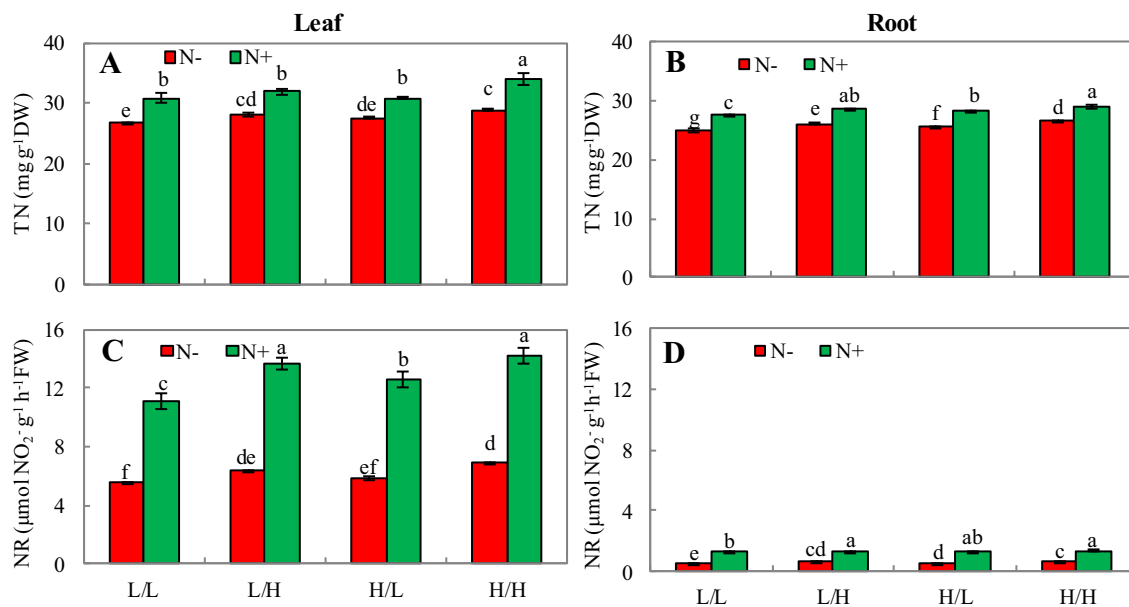 Leaf
Root
A
N-
N+
40
30
20
10
0
TN (mg g⁻¹DW)
e
b
cd
b
de
b
c
a
B
N-
N+
40
30
20
10
0
TN (mg g⁻¹DW)
g
c
e
ab
f
b
d
a
C
N-
N+
16
12
8
4
0
NR (μmol NO₂⁻ g⁻¹ h⁻¹FW)
f
c
de
a
ef
b
d
a
L/L
L/H
H/L
H/H
D
N-
N+
16
12
8
4
0
NR (μmol NO₂⁻ g⁻¹h⁻¹FW)
e
b
cd
a
d
ab
c
a
L/L
L/H
H/L
H/H